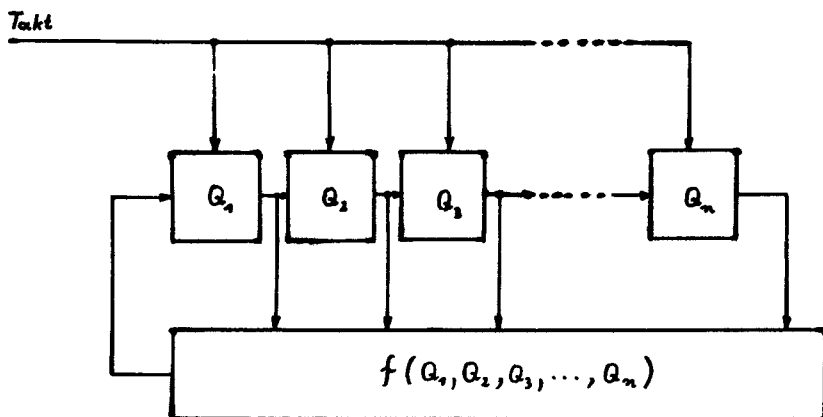 Takt
Q₁ Q₂ Q₃ Qₙ
f(Q₁, Q₂, Q₃, ..., Qₙ)